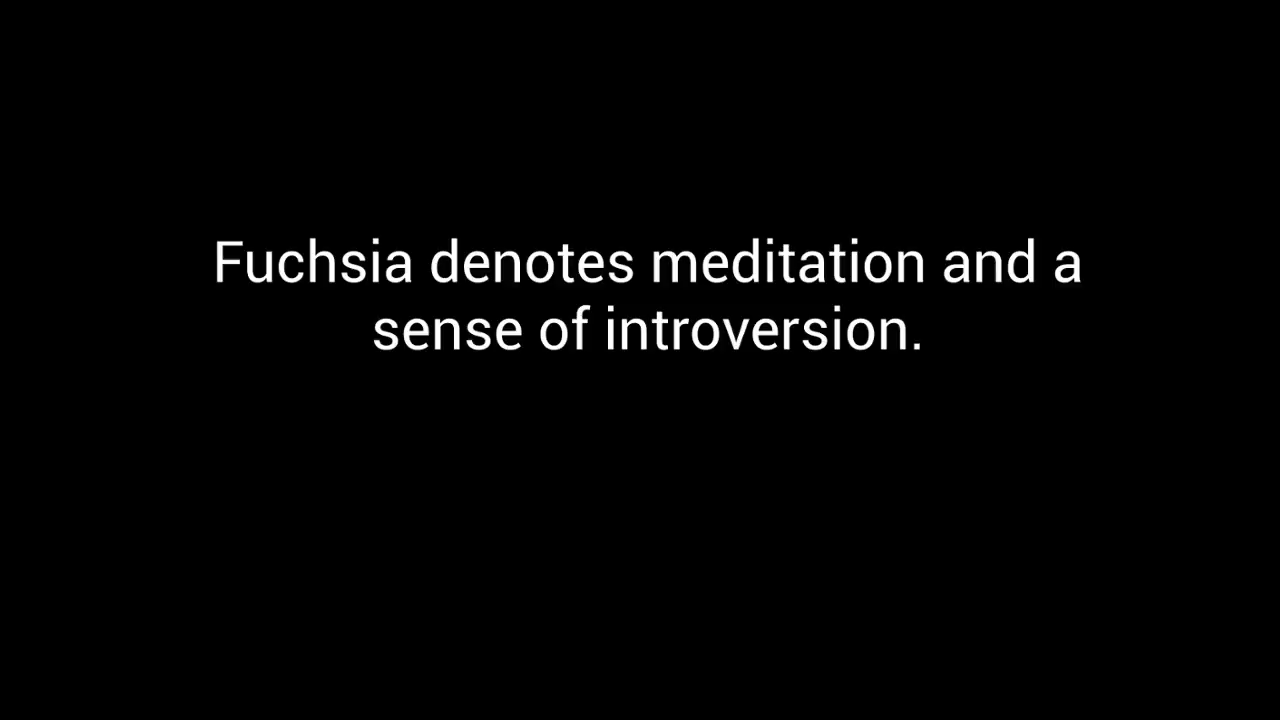 Fuchsia denotes meditation and a
sense of introversion.